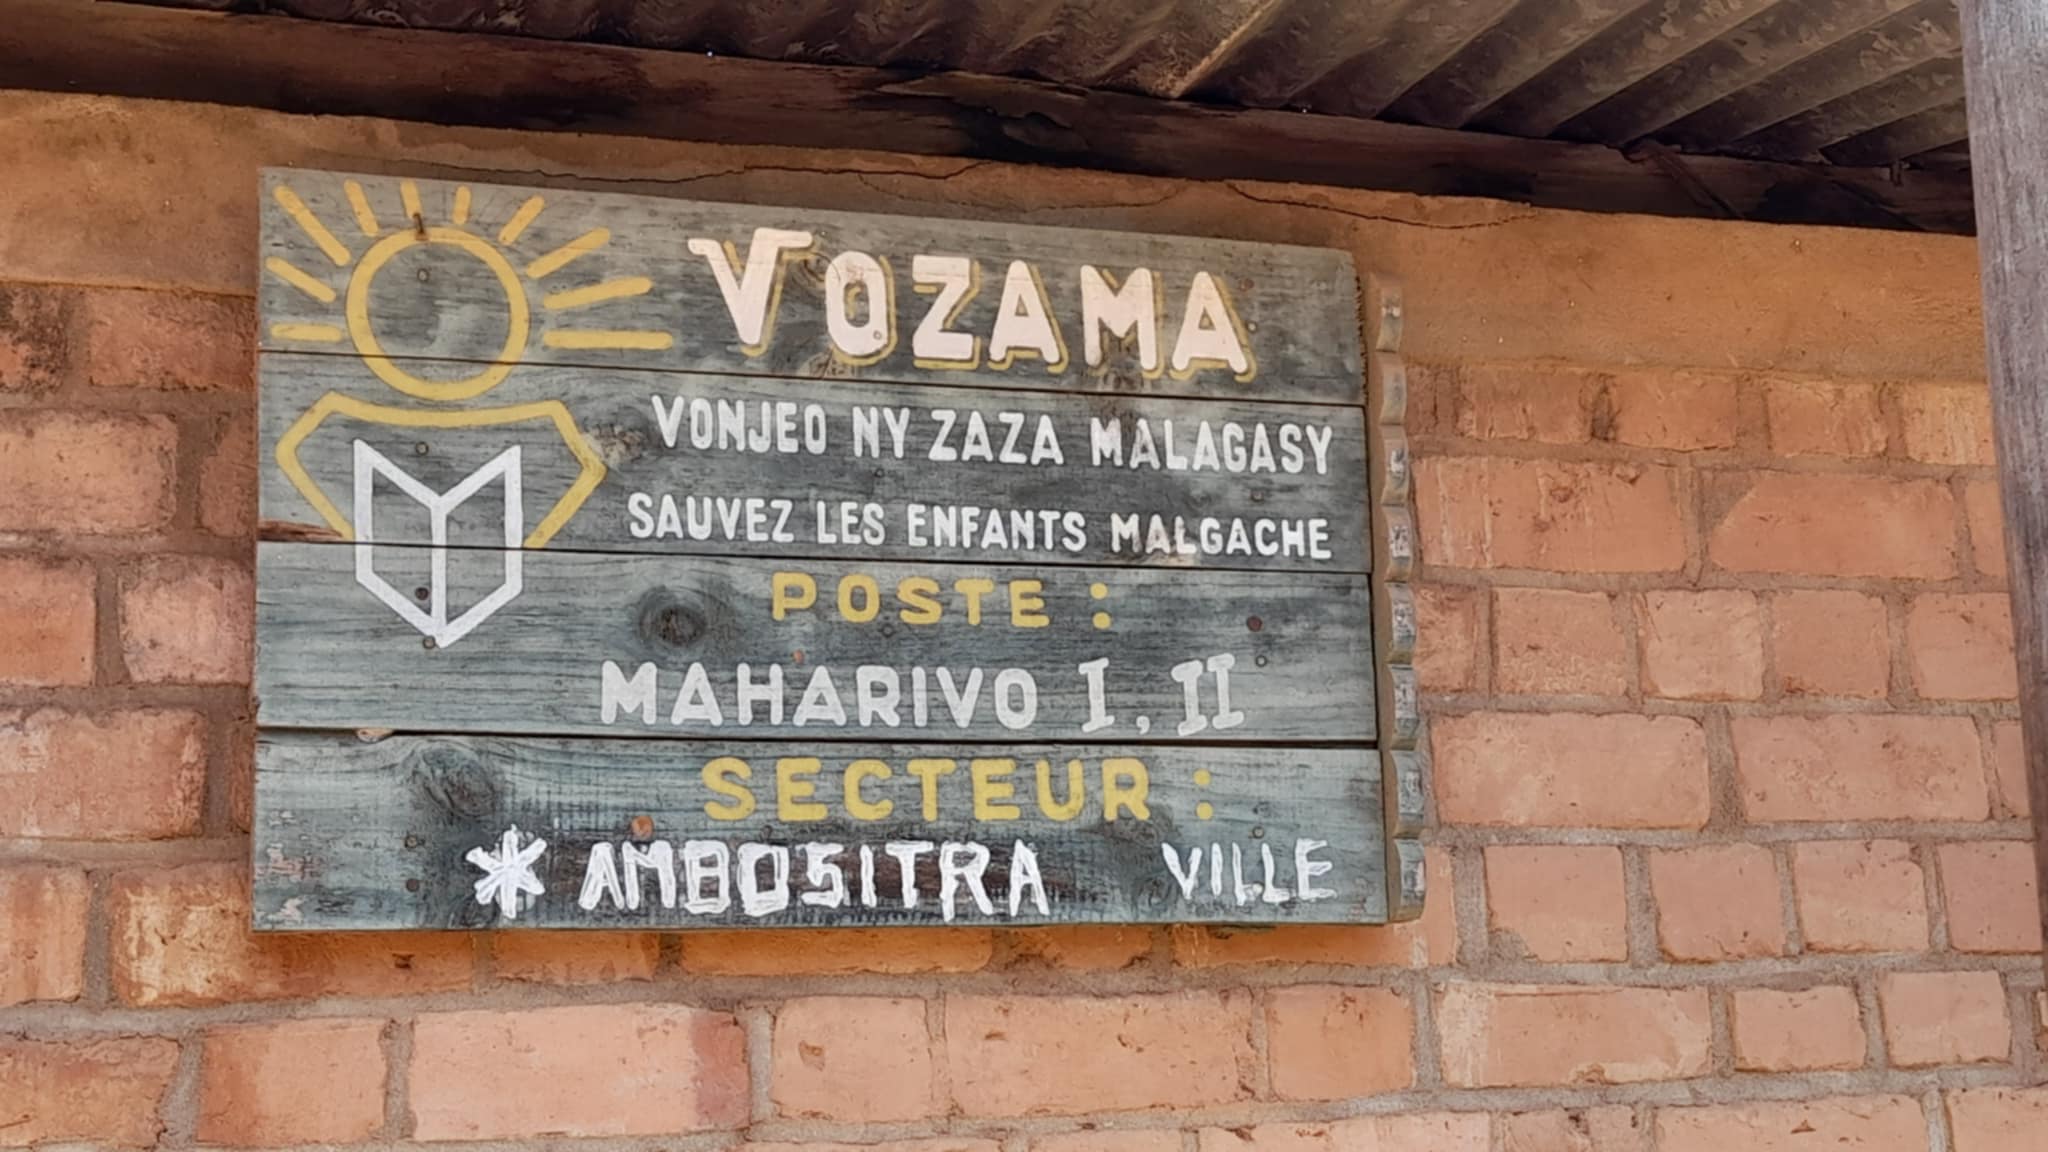 VOZAMA
VONJEO NY ZAZA MALAGASY
SAUVEZ LES ENFANTS MALGACHE
POSTE :
MAHARIVO I, II
SECTEUR :
* AMBOSITRA VILLE